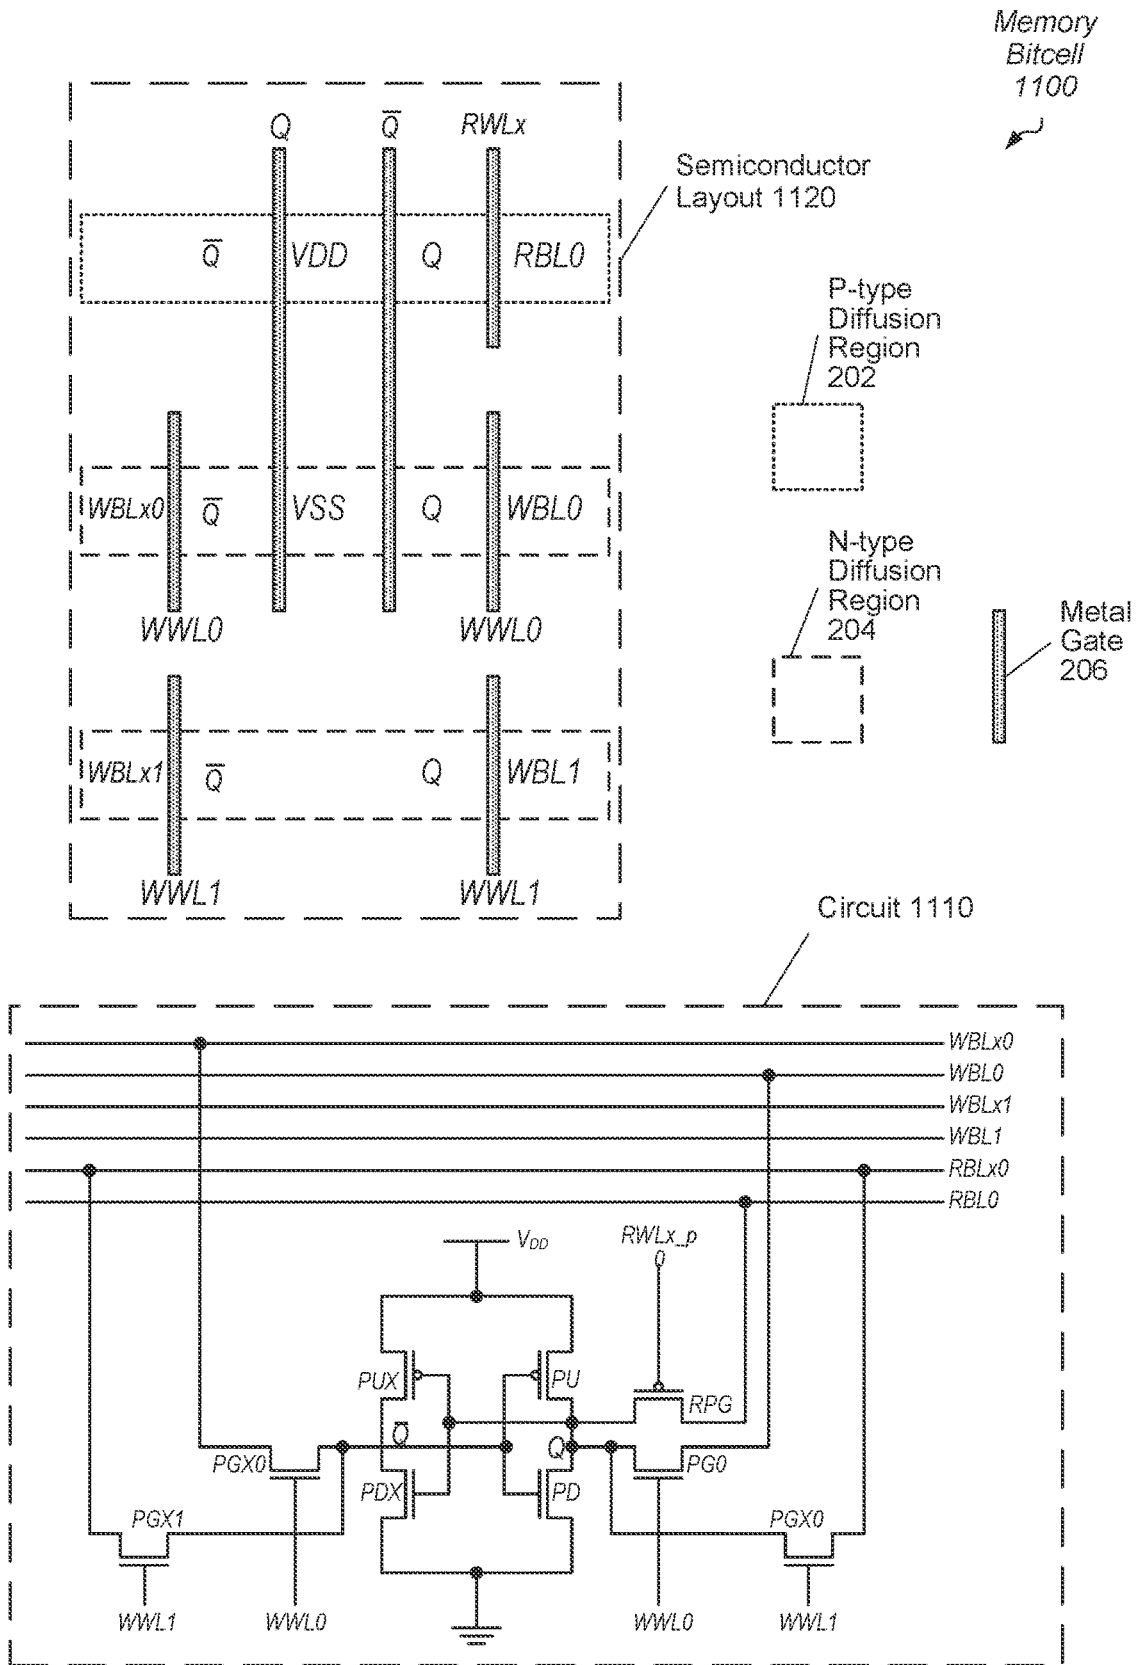 Memory
Bitcell
1100
Q
Q̅
RWLx
Semiconductor
Layout 1120
Q̅
VDD
Q
RBL0
P-type
Diffusion
Region
202
WBLx0
Q̅
VSS
Q
WBL0
N-type
Diffusion
Region
204
Metal
Gate
206
WWL0
WWL0
WBLx1
Q̅
Q
WBL1
WWL1
WWL1
Circuit 1110
WBLx0
WBL0
WBLx1
WBL1
RBLx0
RBL0
VDD
RWLx_p
0
PUX
PU
RPG
Q̅
Q
PGX0
PG0
PDX
PD
PGX1
PGX0
WWL1
WWL0
WWL0
WWL1